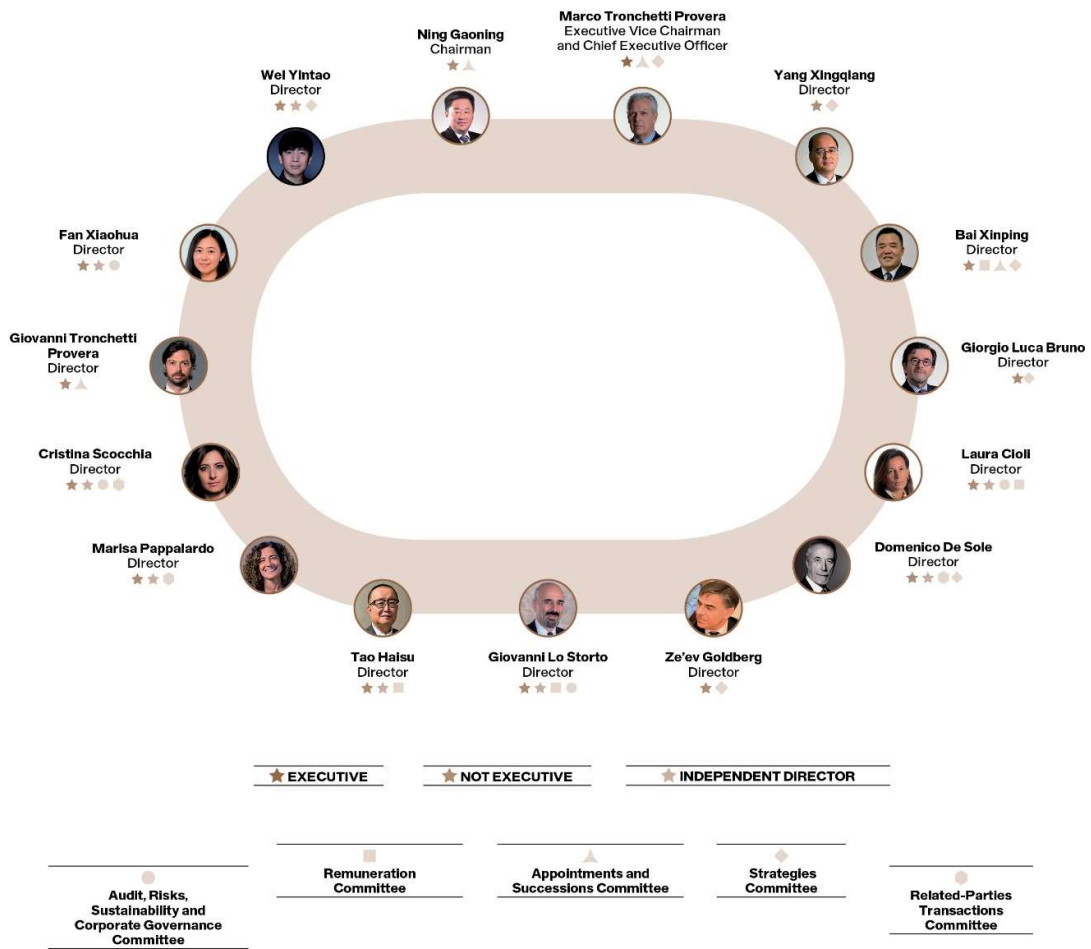 Marco Tronchetti Provera
Executive Vice Chairman
and Chief Executive Officer
Ning Gaoning
Chairman
Wei Yintao
Director
Yang Xingqiang
Director
Fan Xiaohua
Director
Bai Xinping
Director
Giovanni Tronchetti
Provera
Director
Giorgio Luca Bruno
Director
Cristina Scocchia
Director
Laura Cioli
Director
Marisa Pappalardo
Director
Domenico De Sole
Director
Tao Haisu
Director
Giovanni Lo Storto
Director
Ze'ev Goldberg
Director
EXECUTIVE
NOT EXECUTIVE
INDEPENDENT DIRECTOR
Audit, Risks,
Sustainability and
Corporate Governance
Committee
Remuneration
Committee
Appointments and
Successions Committee
Strategies
Committee
Related-Parties
Transactions
Committee